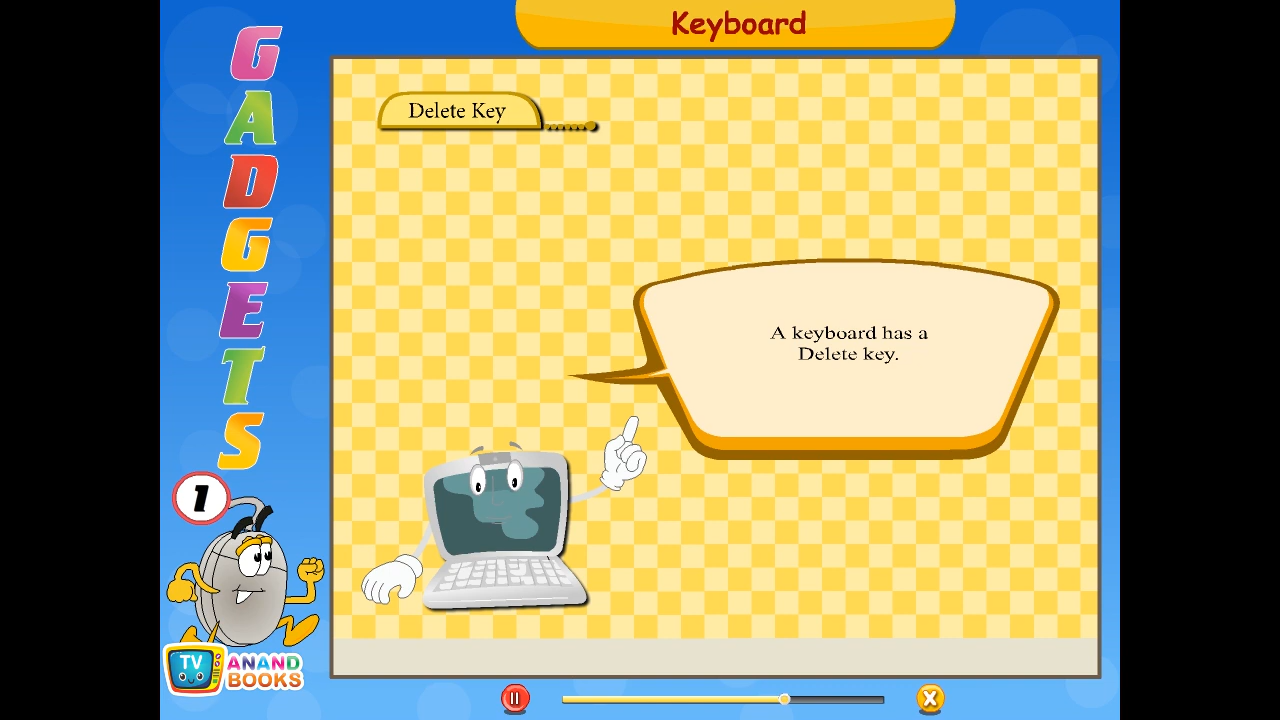 Keyboard
GADGETS
1
Delete Key
A keyboard has a
Delete key.
TV
ANAND
BOOKS